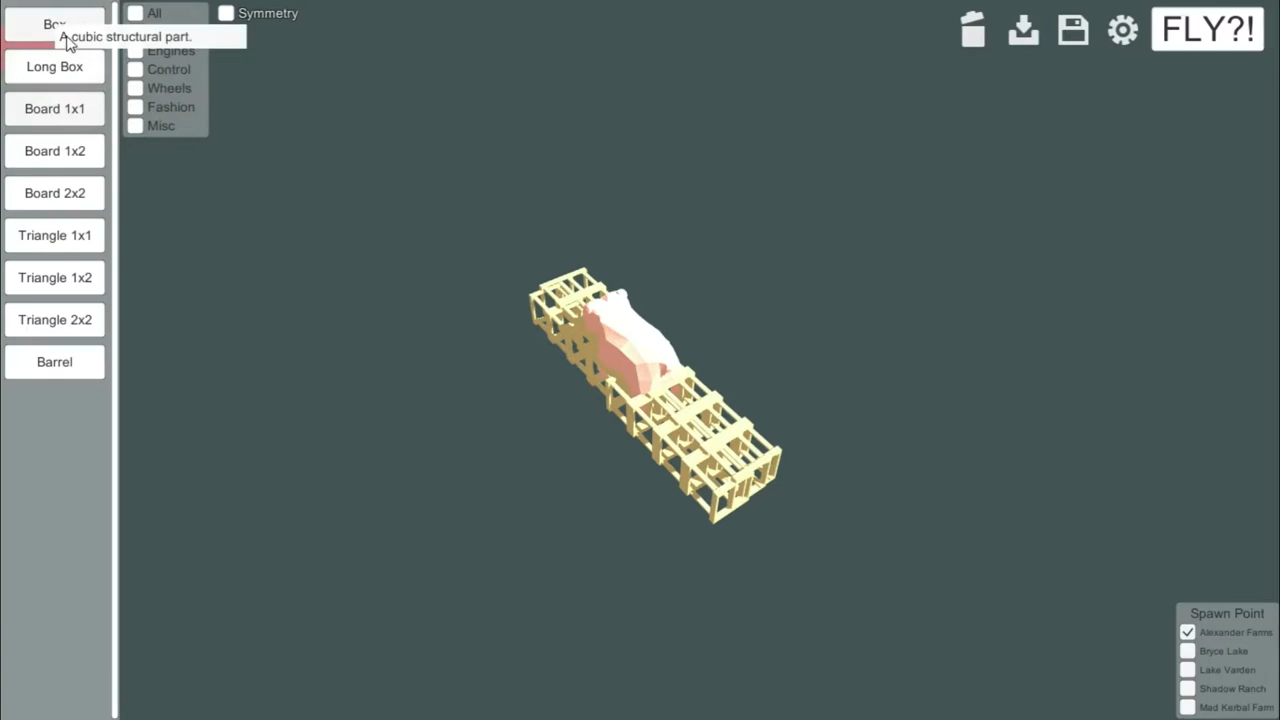 Box
A cubic structural part.
Long Box
Board 1x1
Board 1x2
Board 2x2
Triangle 1x1
Triangle 1x2
Triangle 2x2
Barrel
All
Engines
Control
Wheels
Fashion
Misc
Symmetry
FLY?!
Spawn Point
Alexander Farms
Bryce Lake
Lake Varden
Shadow Ranch
Mad Kerbal Farm